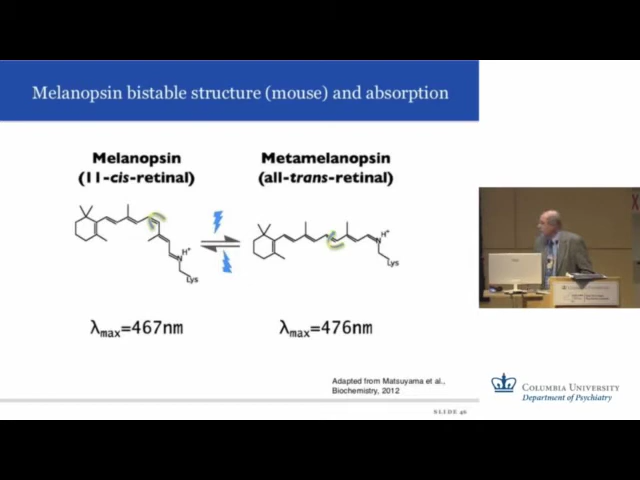 Melanopsin bistable structure (mouse) and absorption
Melanopsin
(11-cis-retinal)
Metamelanopsin
(all-trans-retinal)
H+
N
Lys
H+
N
Lys
λmax=467nm
λmax=476nm
Adapted from Matsuyama et al.,
Biochemistry, 2012
SLIDE 46
COLUMBIA UNIVERSITY
Department of Psychiatry